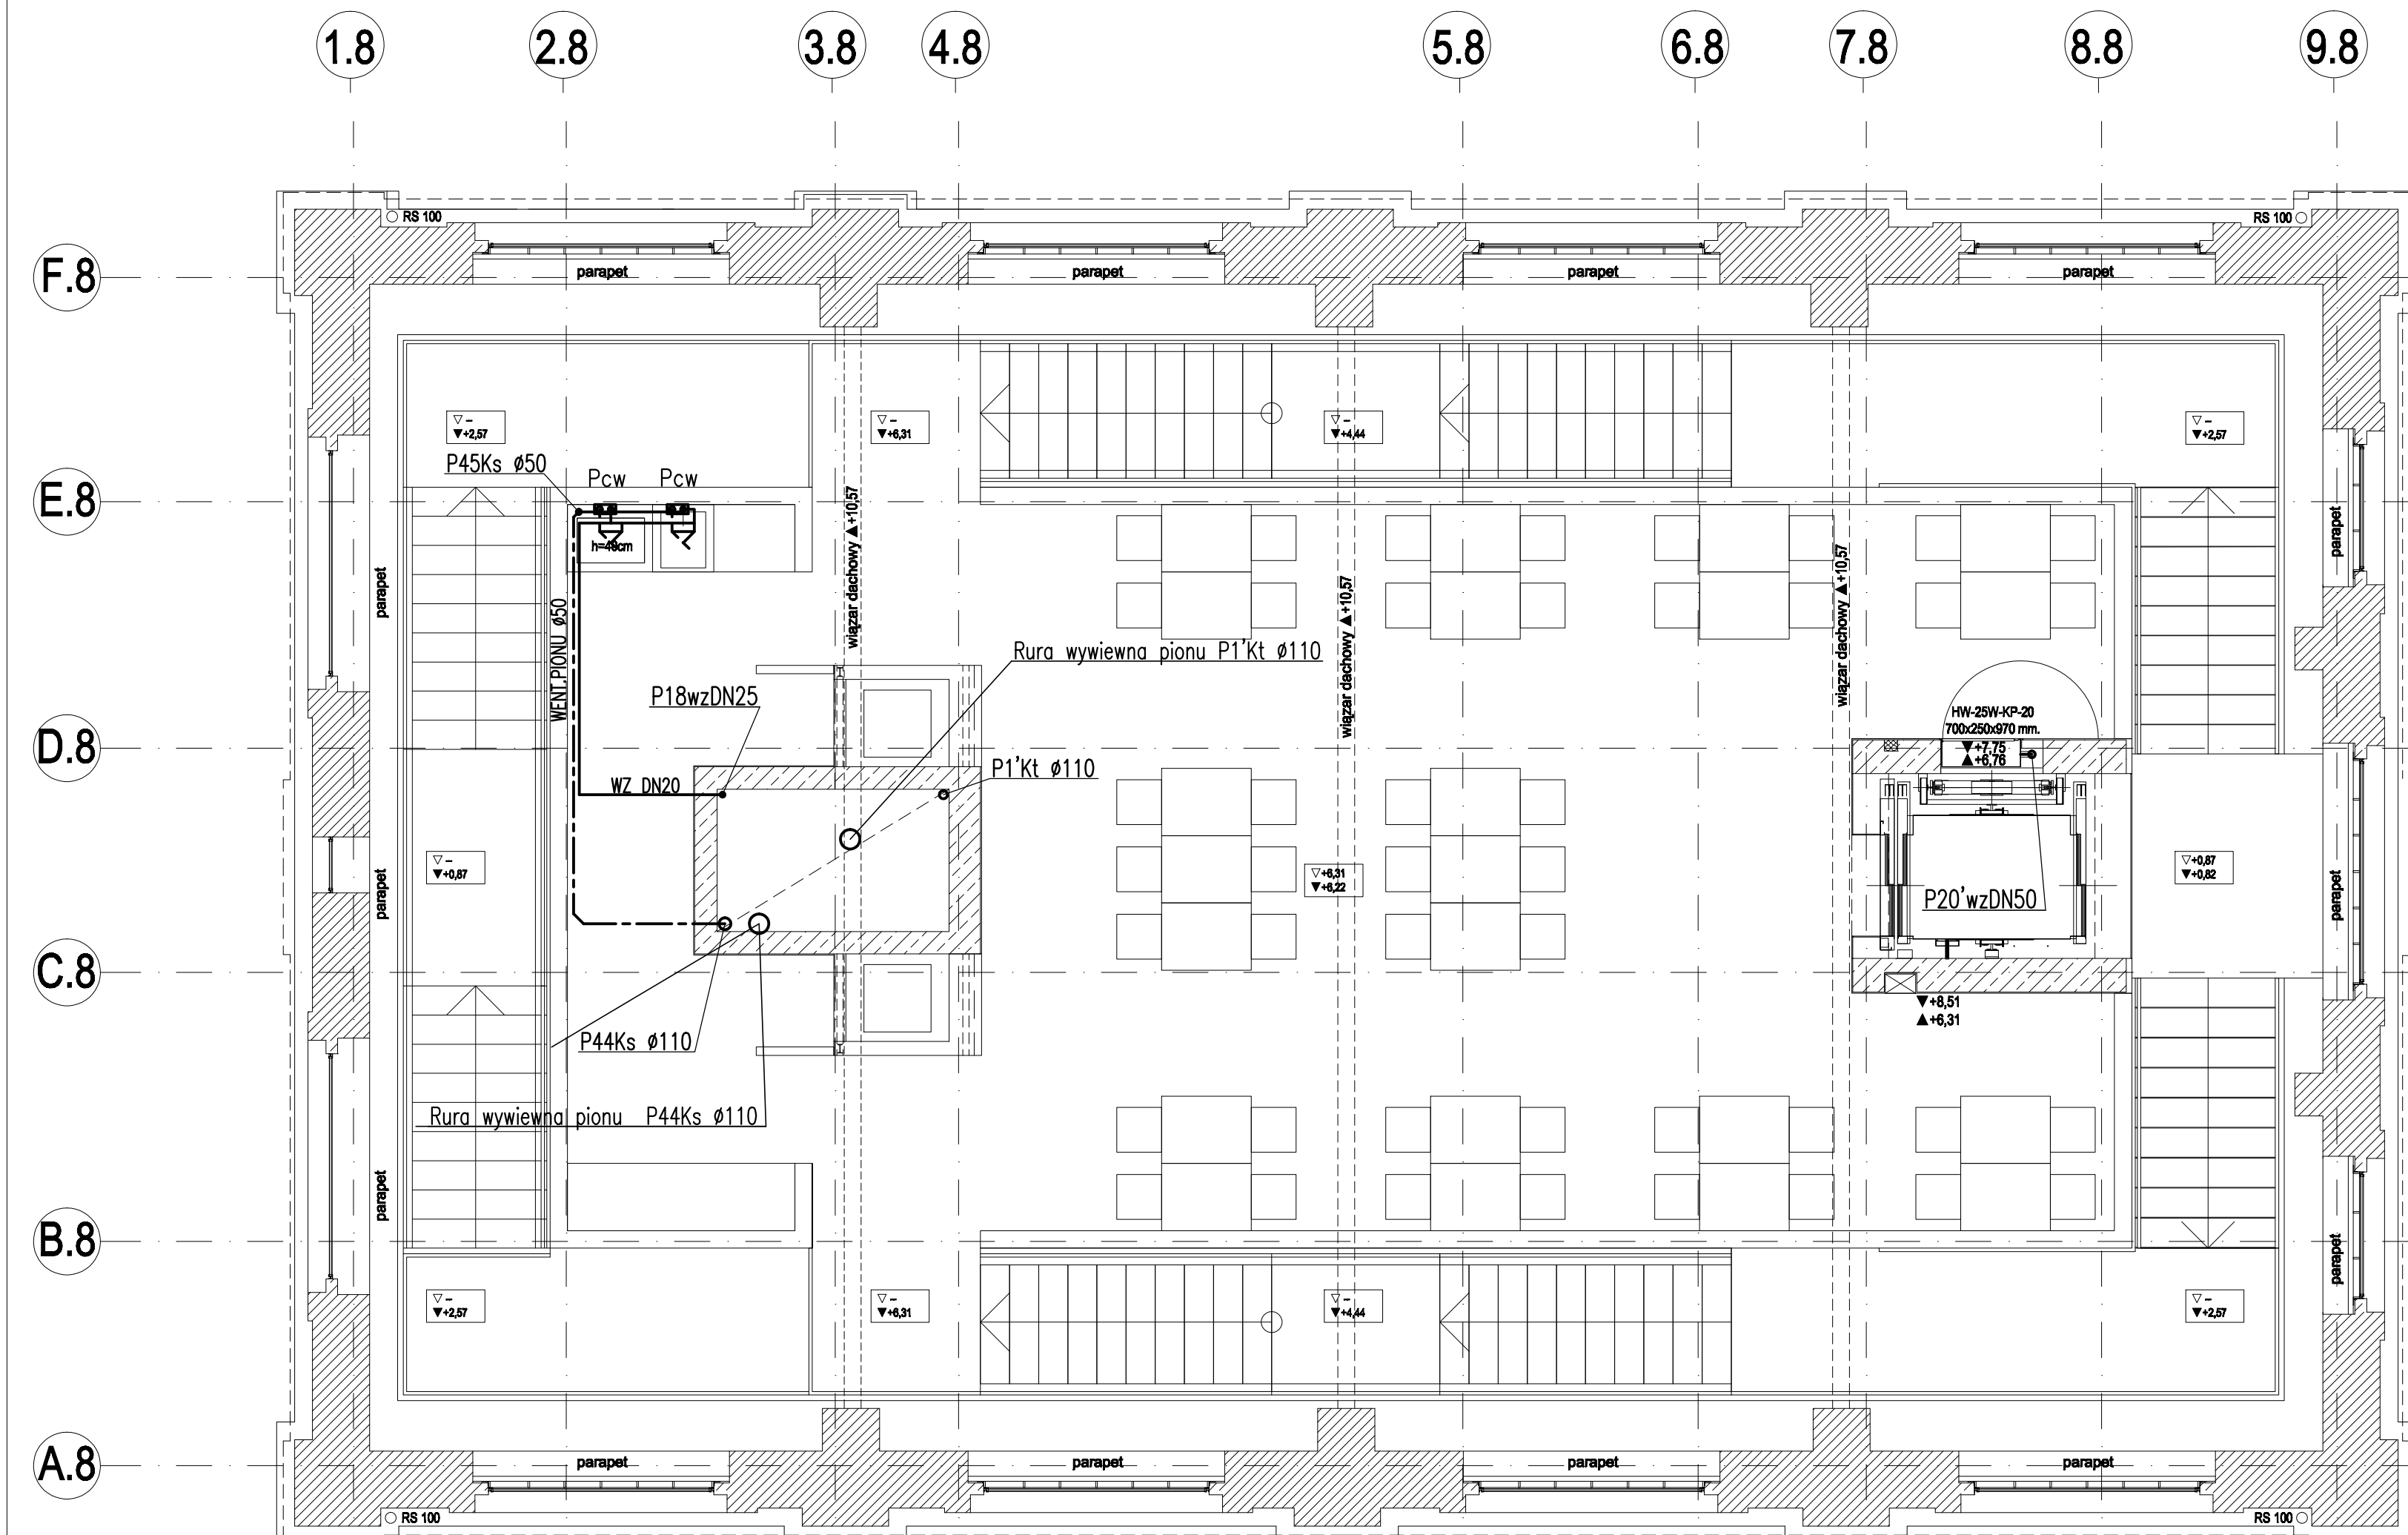 1.8
2.8
3.8
4.8
5.8
6.8
7.8
8.8
9.8
RS 100
RS 100
F.8
parapet
parapet
parapet
parapet
▽ –
▼+2,57
▽ –
▼+6,31
▽ –
▼+4,44
▽ –
▼+2,57
P45Ks ø50
Pcw
Pcw
E.8
h=40cm
parapet
parapet
WENT.PIONU ø50
wiązar dachowy ▲+10,57
wiązar dachowy ▲+10,57
wiązar dachowy ▲+10,57
Rura wywiewna pionu P1'Kt ø110
P18wzDN25
HW-25W-KP-20
700x250x970 mm.
▼+7,75
▲+6,76
D.8
P1'Kt ø110
WZ DN20
▽ –
▼+0,87
parapet
▽+6,31
▼+6,22
P20'wzDN50
▽+0,87
▼+0,82
parapet
C.8
▼+8,51
▲+6,31
P44Ks ø110
Rura wywiewna pionu P44Ks ø110
parapet
parapet
B.8
▽ –
▼+2,57
▽ –
▼+6,31
▽ –
▼+4,44
▽ –
▼+2,57
A.8
parapet
parapet
parapet
parapet
RS 100
RS 100